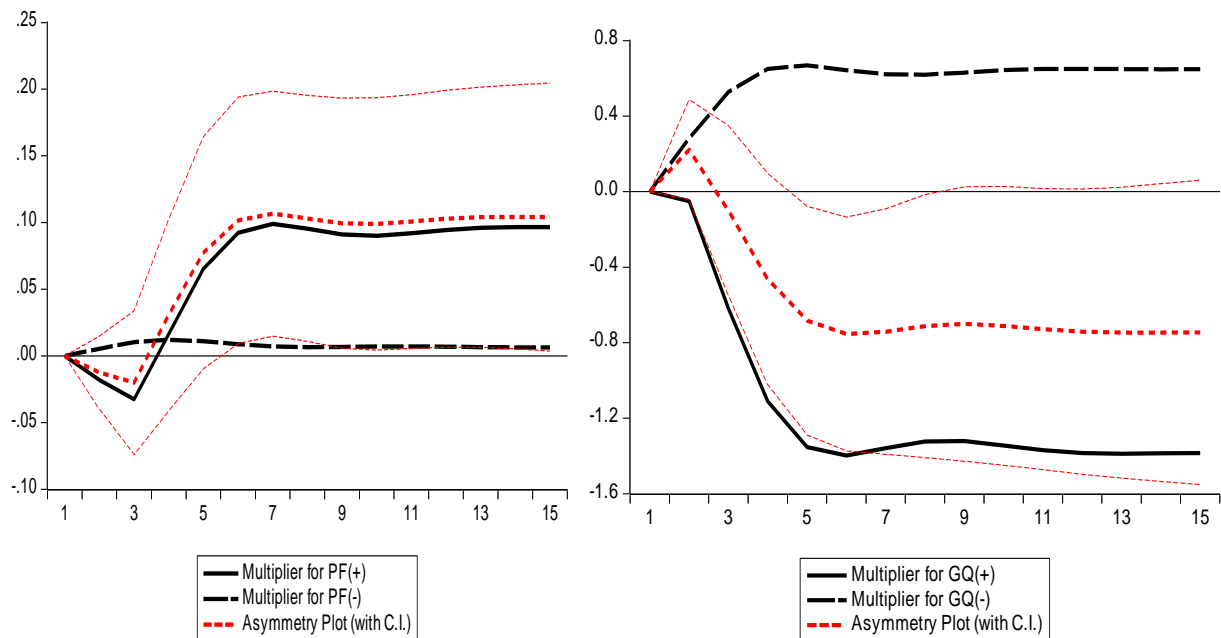 .25
.20
.15
.10
.05
.00
-.05
-.10
1 3 5 7 9 11 13 15
Multiplier for PF(+)
Multiplier for PF(-)
Asymmetry Plot (with C.I.)
0.8
0.4
0.0
-0.4
-0.8
-1.2
-1.6
1 3 5 7 9 11 13 15
Multiplier for GQ(+)
Multiplier for GQ(-)
Asymmetry Plot (with C.I.)